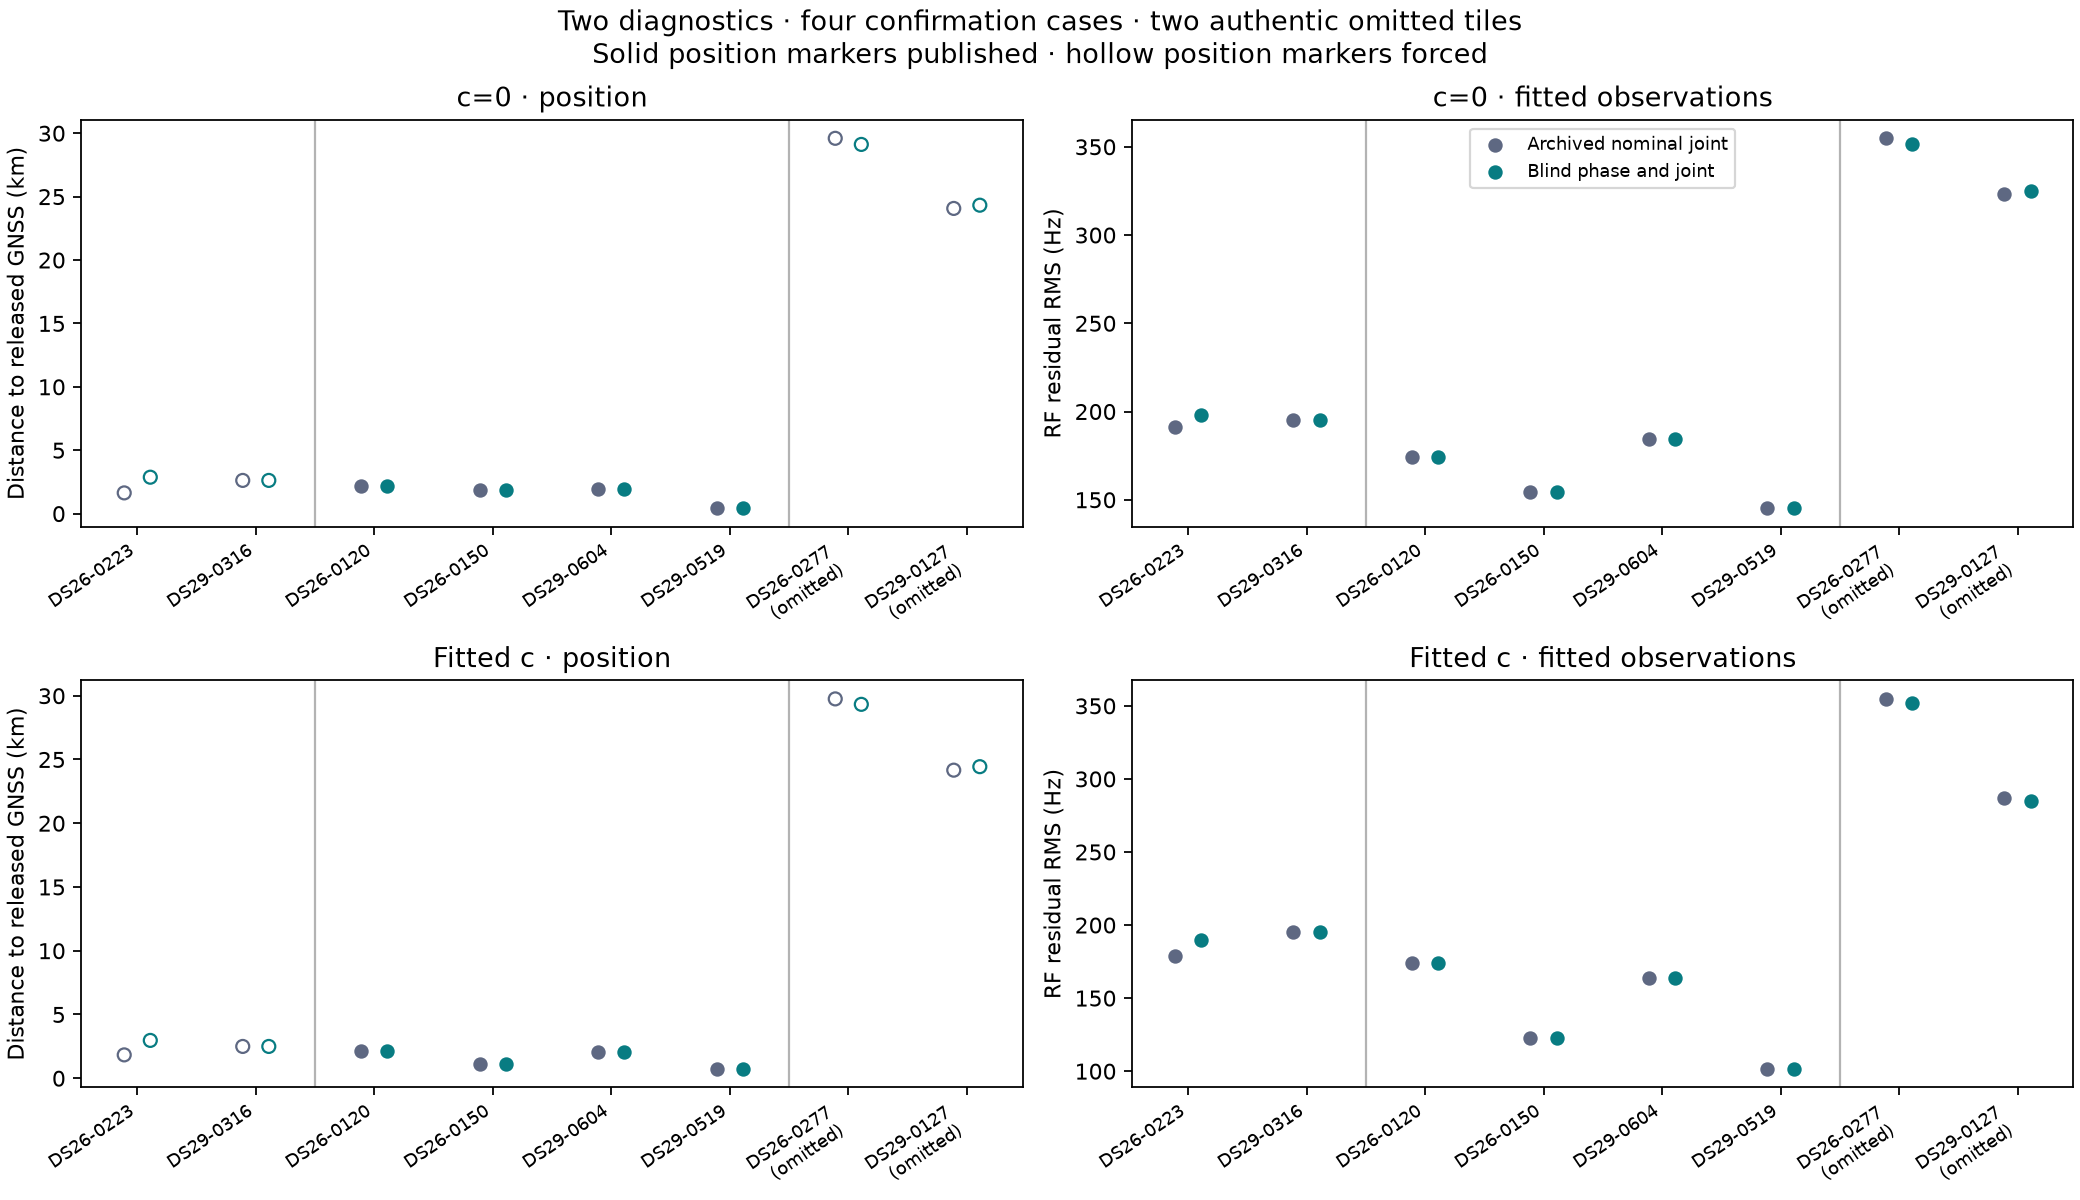 Two diagnostics · four confirmation cases · two authentic omitted tiles
Solid position markers published · hollow position markers forced
c=0 · position
Distance to released GNSS (km)
30
25
20
15
10
5
0
DS26-0223
DS29-0316
DS26-0120
DS26-0150
DS29-0604
DS29-0519
DS26-0277
(omitted)
DS29-0127
(omitted)
c=0 · fitted observations
RF residual RMS (Hz)
350
300
250
200
150
Archived nominal joint
Blind phase and joint
DS26-0223
DS29-0316
DS26-0120
DS26-0150
DS29-0604
DS29-0519
DS26-0277
(omitted)
DS29-0127
(omitted)
Fitted c · position
Distance to released GNSS (km)
30
25
20
15
10
5
0
DS26-0223
DS29-0316
DS26-0120
DS26-0150
DS29-0604
DS29-0519
DS26-0277
(omitted)
DS29-0127
(omitted)
Fitted c · fitted observations
RF residual RMS (Hz)
350
300
250
200
150
100
DS26-0223
DS29-0316
DS26-0120
DS26-0150
DS29-0604
DS29-0519
DS26-0277
(omitted)
DS29-0127
(omitted)